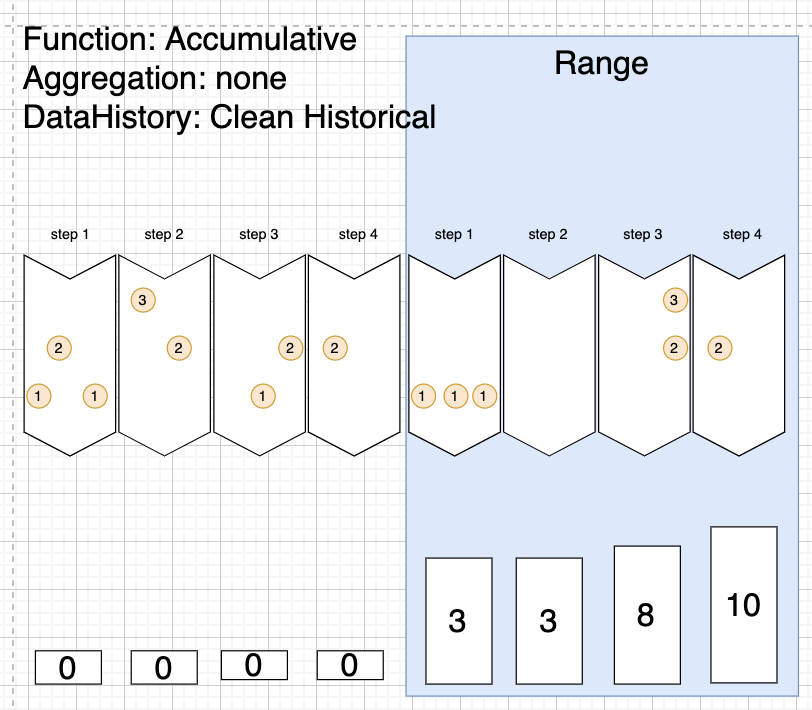 Function: Accumulative
Aggregation: none
DataHistory: Clean Historical
Range
step 1 step 2 step 3 step 4 step 1 step 2 step 3 step 4
3 3
2 2 2 2 2 2
1 1 1 1 1 1
3 3 8 10
0 0 0 0